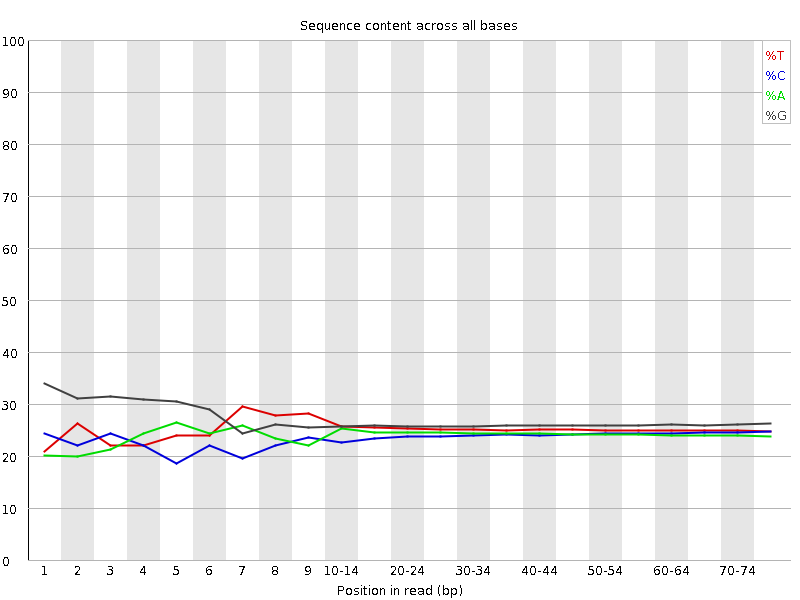 Sequence content across all bases
100
90
80
70
60
50
40
30
20
10
0
%T
%C
%A
%G
1 2 3 4 5 6 7 8 9 10-14 20-24 30-34 40-44 50-54 60-64 70-74
Position in read (bp)